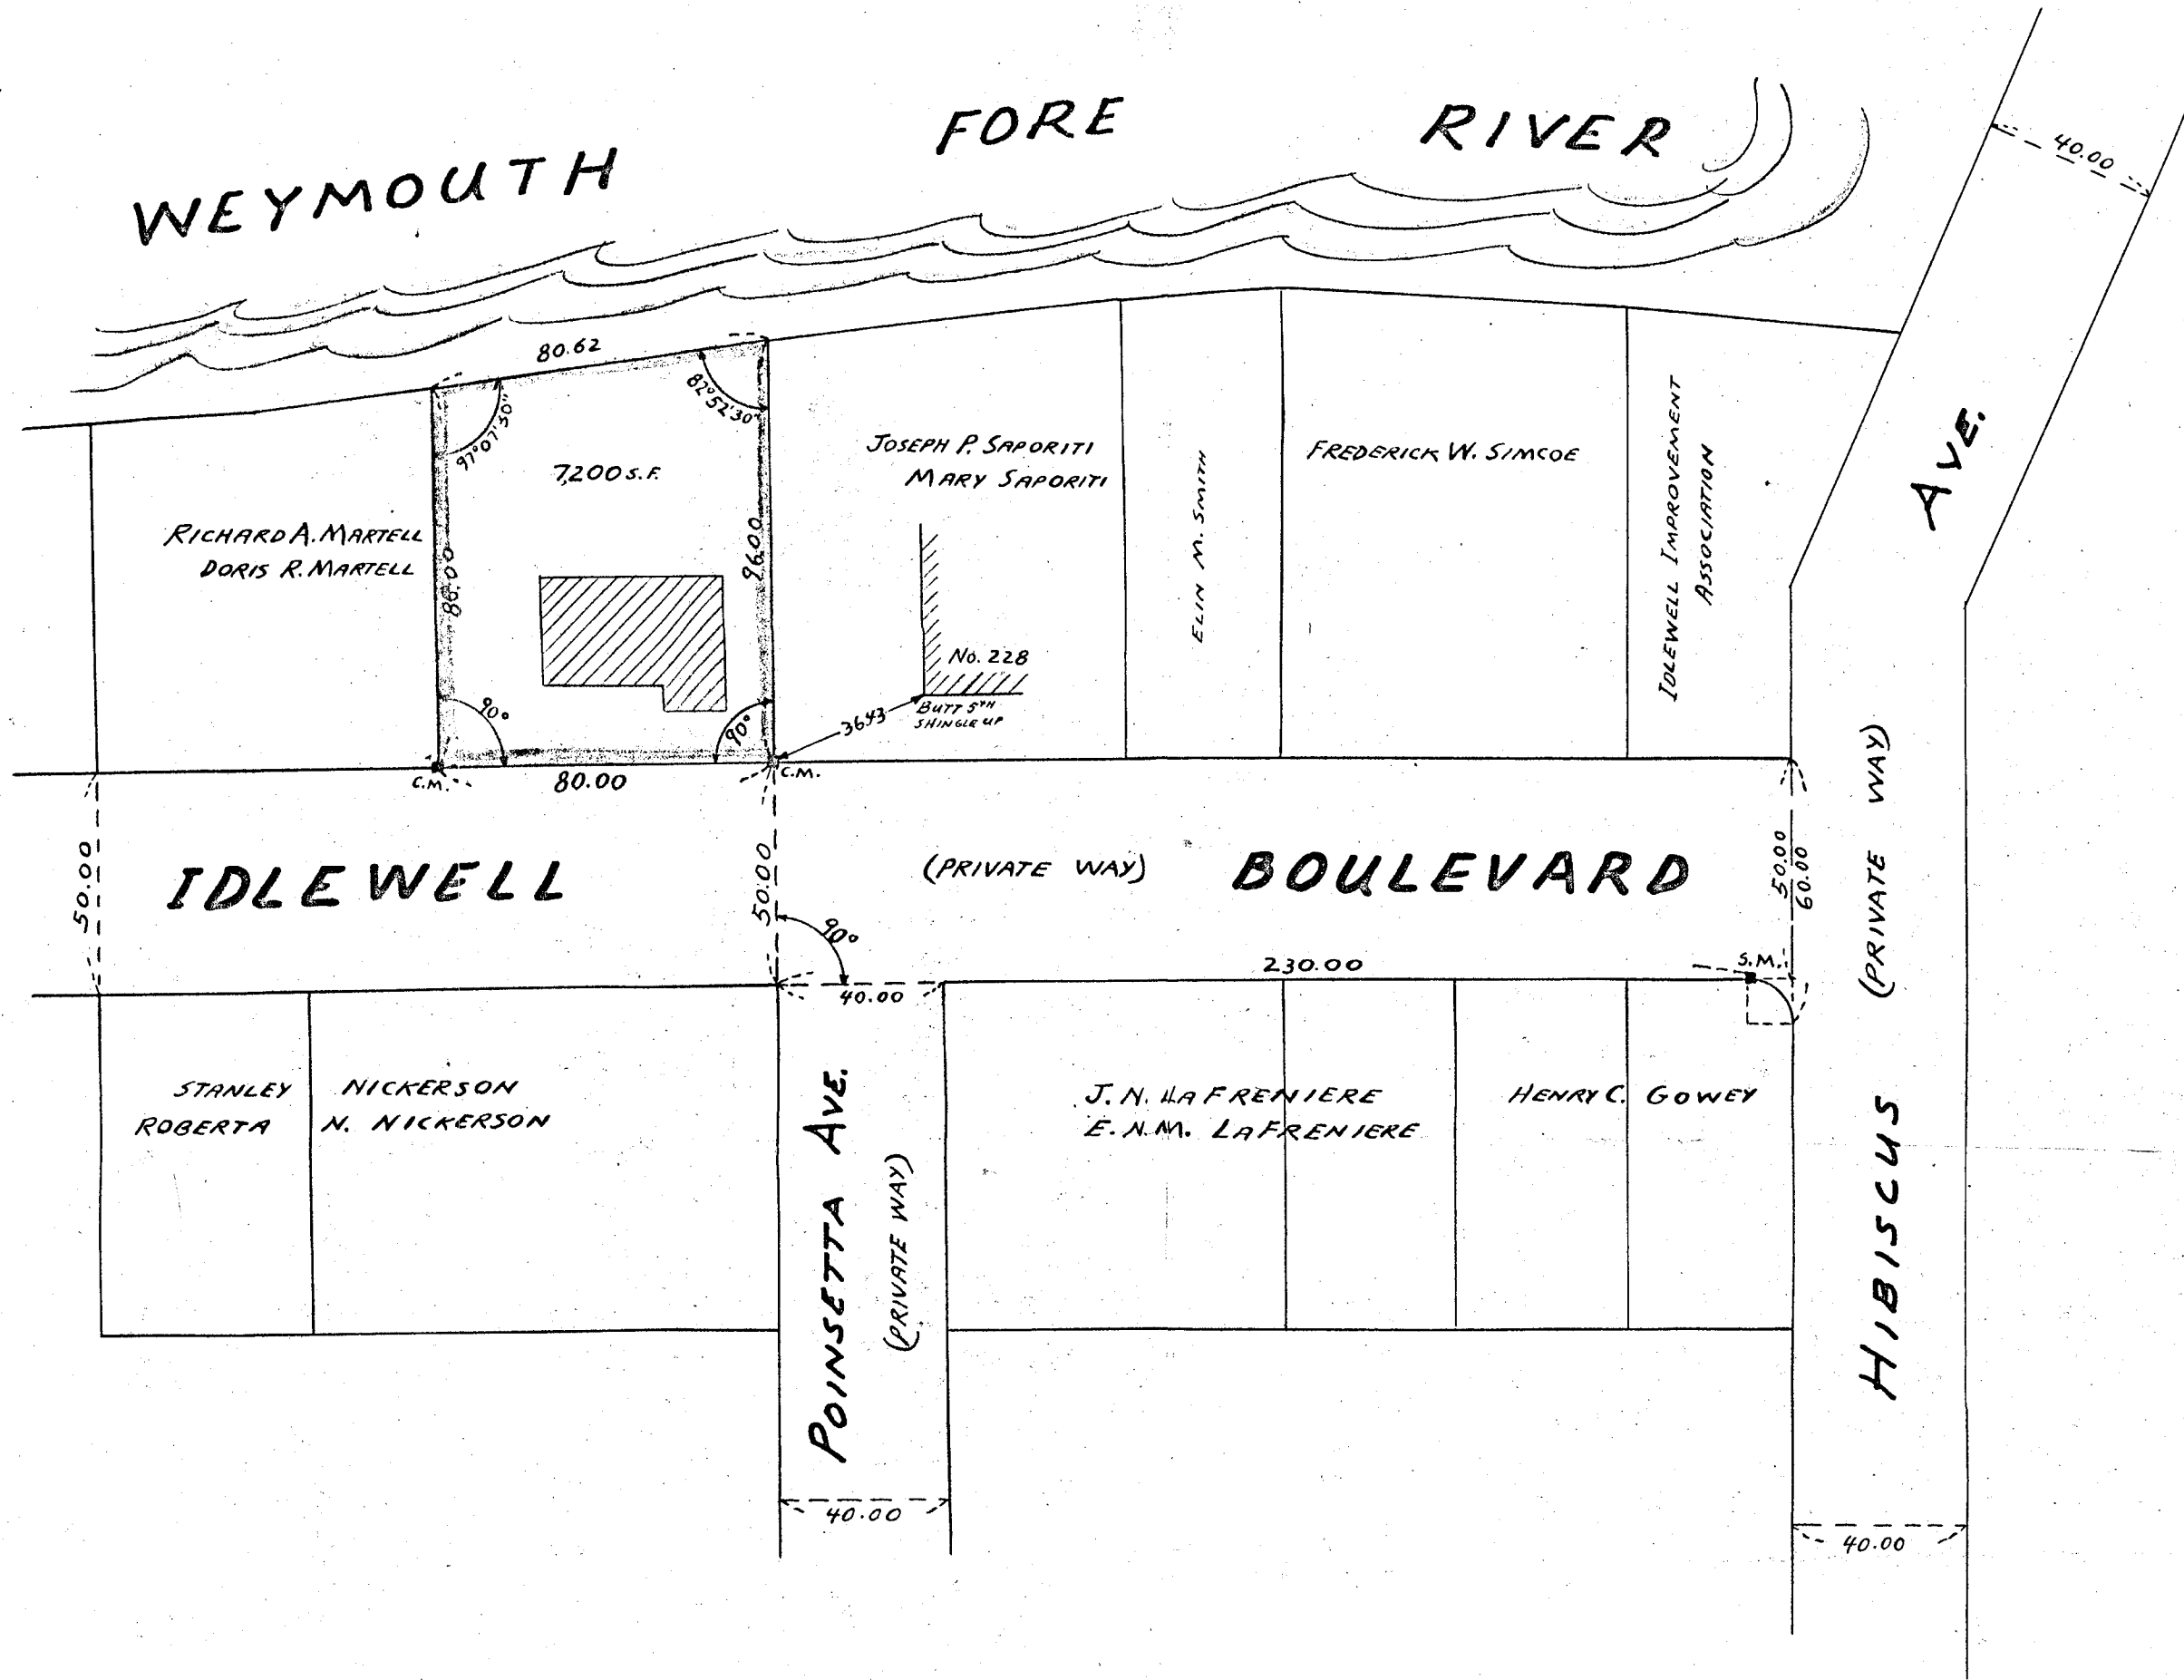 WEYMOUTH FORE RIVER
40.00
80.62
97°07'30"
82°52'30"
7,200 S.F.
RICHARD A. MARTELL
DORIS R. MARTELL
86.00
96.00
90°
90°
JOSEPH P. SAPORITI
MARY SAPORITI
No. 228
BUTT 5TH
SHINGLE UP
36.43
ELIN M. SMITH
FREDERICK W. SIMCOE
IDLEWELL IMPROVEMENT
ASSOCIATION
C.M.
80.00
C.M.
50.00
IDLEWELL
50.00
(PRIVATE WAY)
BOULEVARD
50.00
60.00
90°
230.00
S.M.
40.00
STANLEY NICKERSON
ROBERTA N. NICKERSON
POINSETTA AVE.
(PRIVATE WAY)
J. N. LAFRENIERE
E. N. M. LAFRENIERE
HENRY C. GOWEY
HIBISCUS AVE.
(PRIVATE WAY)
40.00
40.00